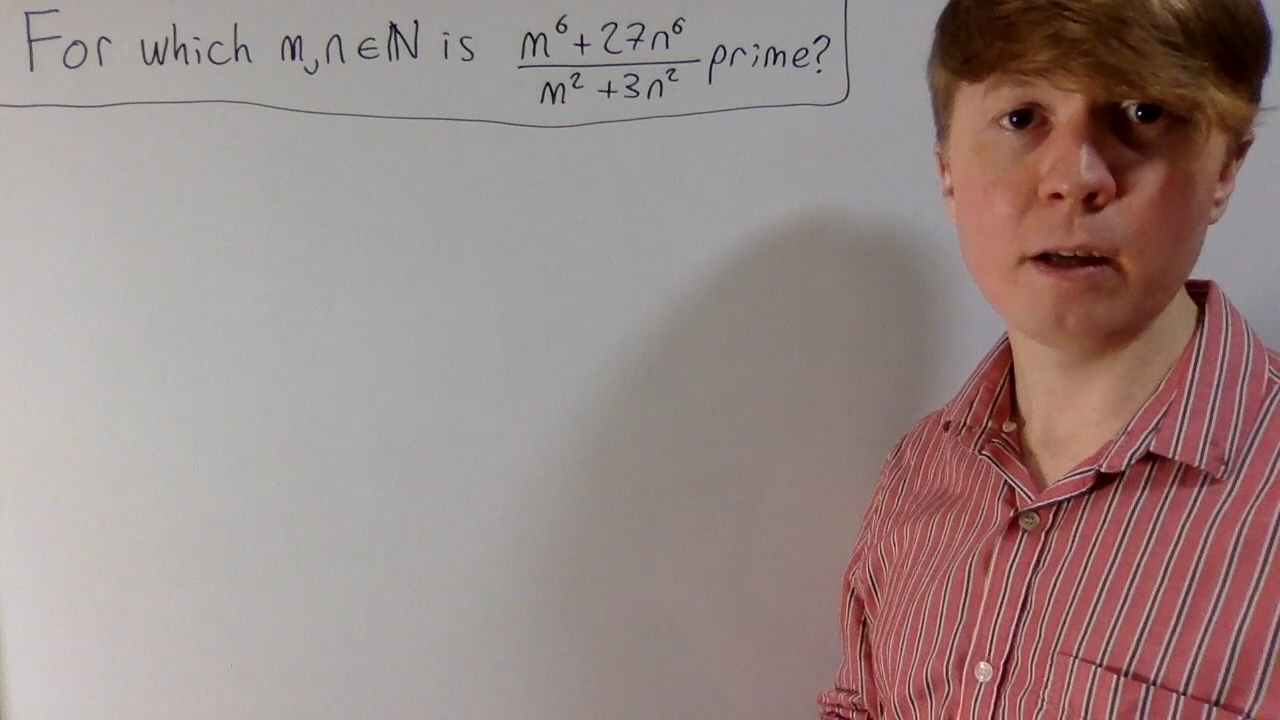 For which m,n∈ℕ is m⁶+27n⁶/m²+3n² prime?